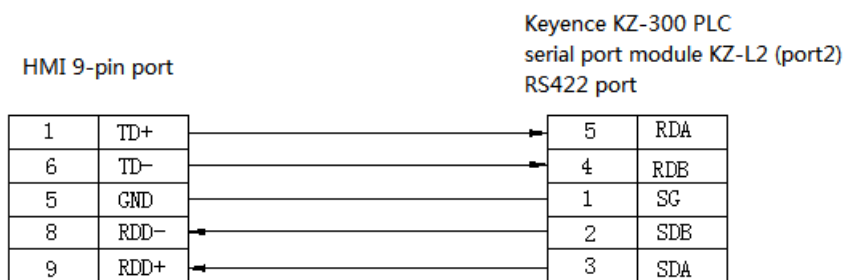 Keyence KZ-300 PLC
serial port module KZ-L2 (port2)
HMI 9-pin port
RS422 port
1 TD+ 5 RDA
6 TD- 4 RDB
5 GND 1 SG
8 RDD- 2 SDB
9 RDD+ 3 SDA